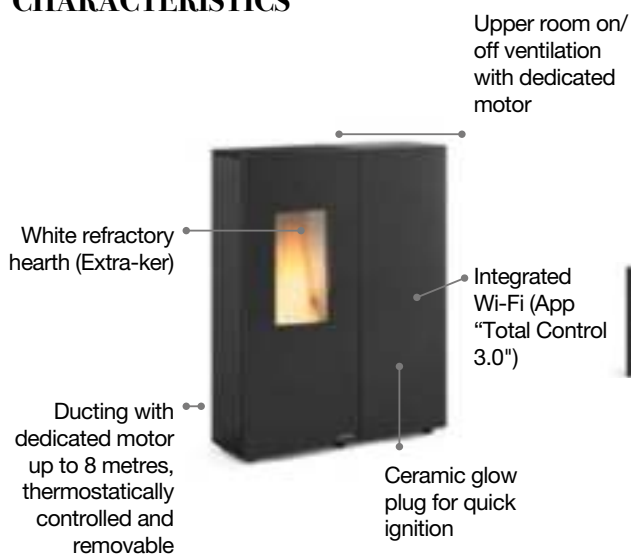 CHARACTERISTICS
Upper room on/
off ventilation
with dedicated
motor
White refractory
hearth (Extra-ker)
Integrated
Wi-Fi (App
“Total Control
3.0")
Ducting with
dedicated motor
up to 8 metres,
thermostatically
controlled and
removable
Ceramic glow
plug for quick
ignition